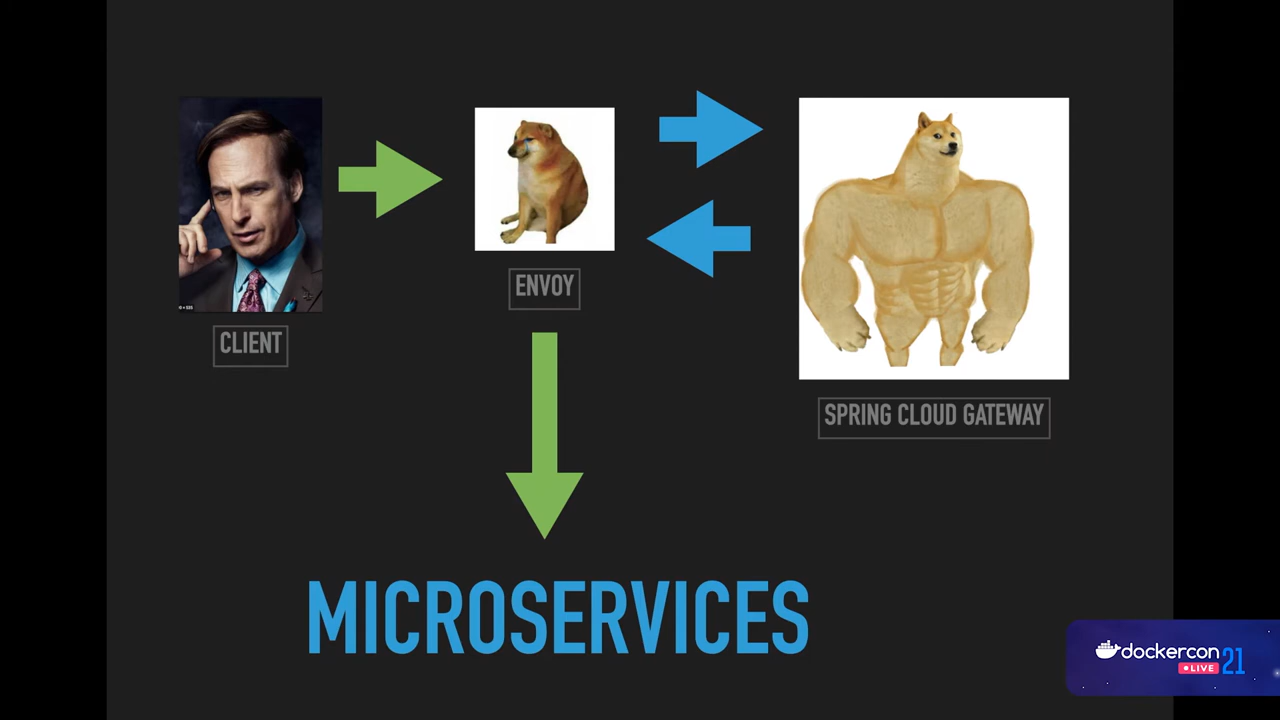 ENVOY
CLIENT
SPRING CLOUD GATEWAY
MICROSERVICES
dockercon
LIVE 21